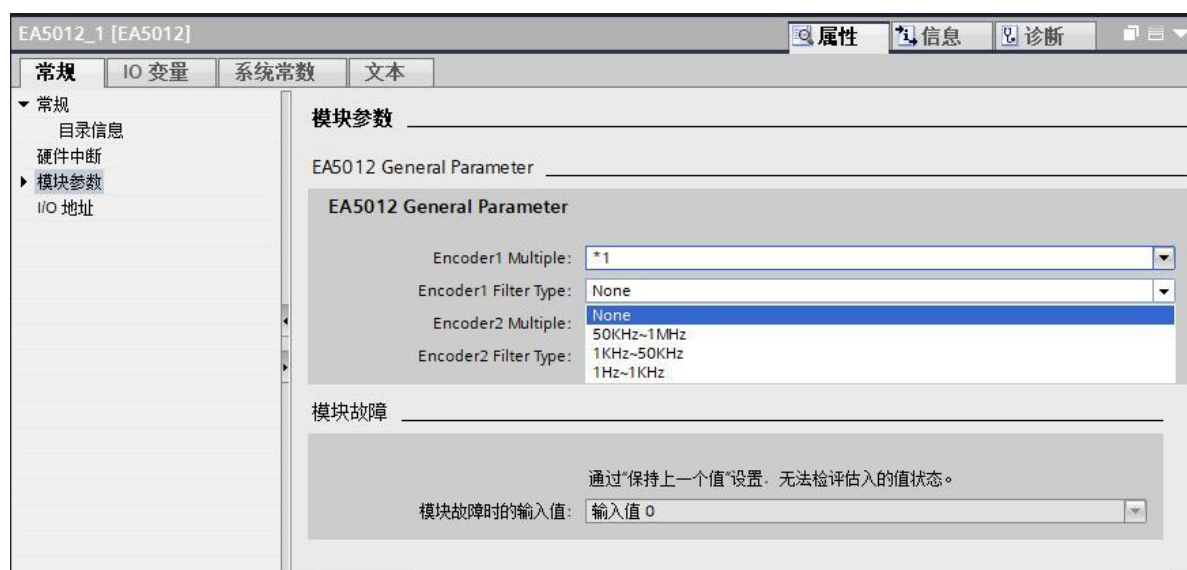 EA5012_1 [EA5012]
属性 信息 诊断
常规 IO 变量 系统常数 文本
常规
目录信息
硬件中断
模块参数
I/O 地址
模块参数
EA5012 General Parameter
EA5012 General Parameter
Encoder1 Multiple: *1
Encoder1 Filter Type: None
Encoder2 Multiple: None
50KHz~1MHz
Encoder2 Filter Type: 1KHz~50KHz
1Hz~1KHz
模块故障
通过“保持上一个值”设置，无法检评估入的值状态。
模块故障时的输入值: 输入值 0